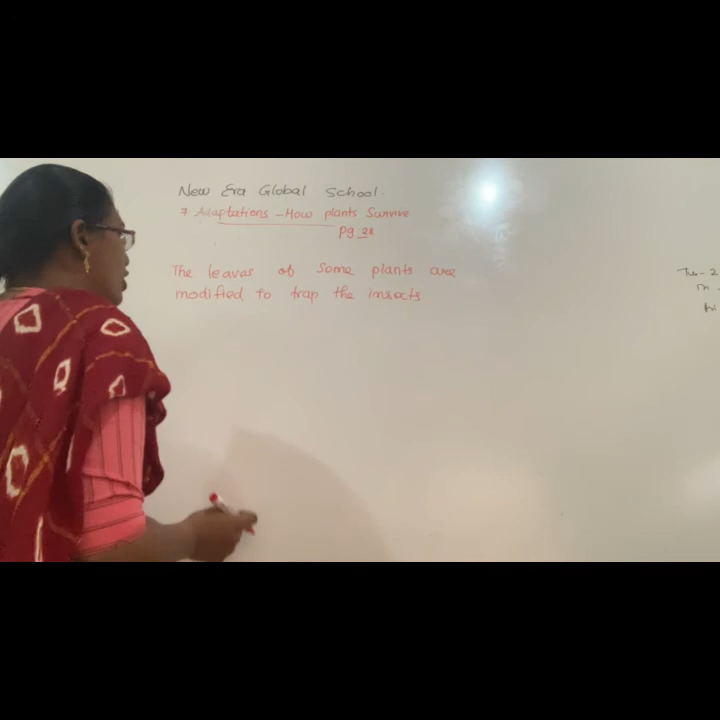 New Era Global School.
7 Adaptations - How plants Survive
Pg 28
The leaves of Some plants are
modified to trap the insects